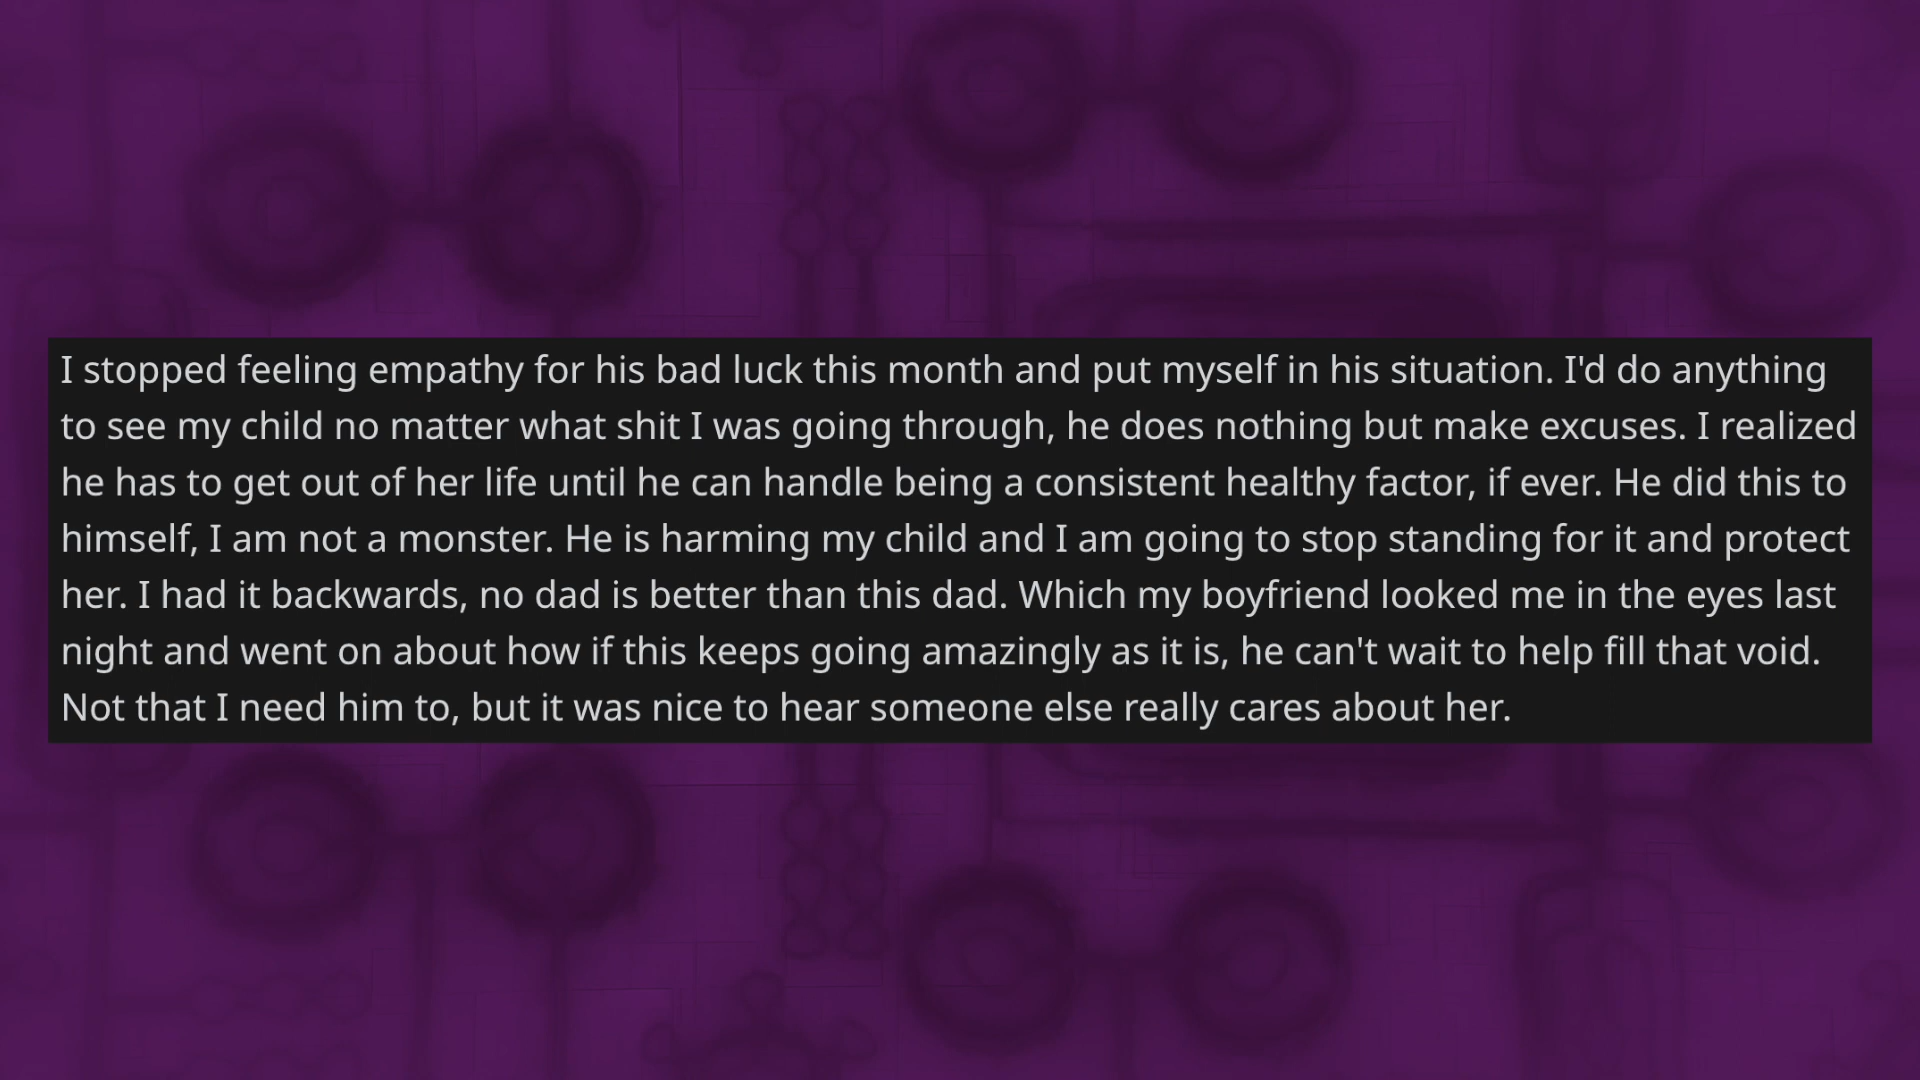 I stopped feeling empathy for his bad luck this month and put myself in his situation. I'd do anything
to see my child no matter what shit I was going through, he does nothing but make excuses. I realized
he has to get out of her life until he can handle being a consistent healthy factor, if ever. He did this to
himself, I am not a monster. He is harming my child and I am going to stop standing for it and protect
her. I had it backwards, no dad is better than this dad. Which my boyfriend looked me in the eyes last
night and went on about how if this keeps going amazingly as it is, he can't wait to help fill that void.
Not that I need him to, but it was nice to hear someone else really cares about her.